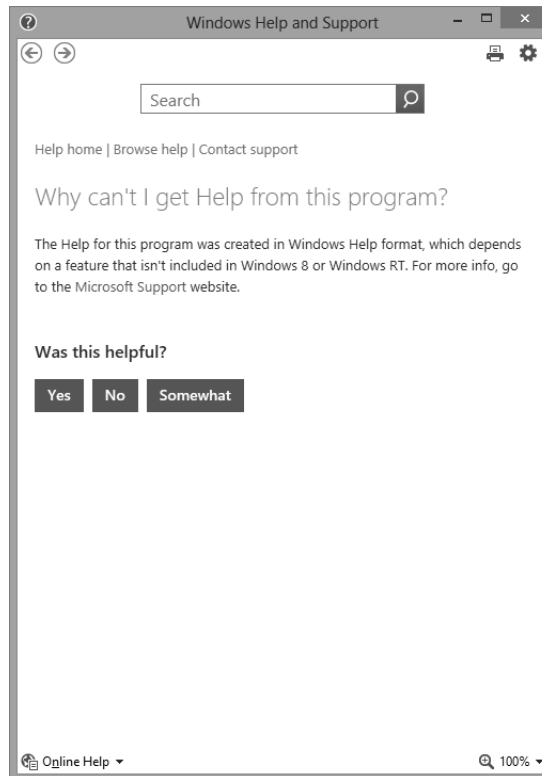 Windows Help and Support
Search
Help home | Browse help | Contact support
Why can't I get Help from this program?
The Help for this program was created in Windows Help format, which depends
on a feature that isn't included in Windows 8 or Windows RT. For more info, go
to the Microsoft Support website.
Was this helpful?
Yes No Somewhat
Online Help 100%